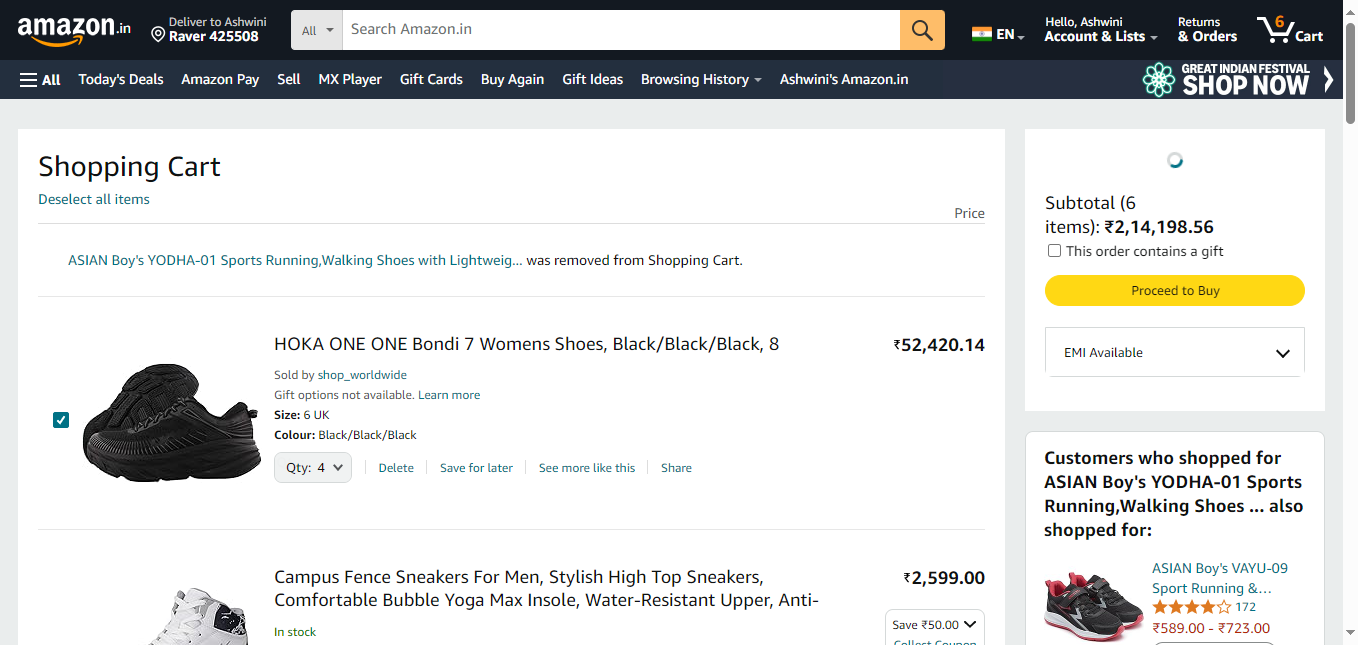 amazon.in
Deliver to Ashwini
Raver 425508
All
Search Amazon.in
EN
Hello, Ashwini
Account & Lists
Returns
& Orders
6
Cart
All
Today's Deals
Amazon Pay
Sell
MX Player
Gift Cards
Buy Again
Gift Ideas
Browsing History
Ashwini's Amazon.in
GREAT INDIAN FESTIVAL
SHOP NOW
Shopping Cart
Deselect all items
Price
ASIAN Boy's YODHA-01 Sports Running,Walking Shoes with Lightweig... was removed from Shopping Cart.
HOKA ONE ONE Bondi 7 Womens Shoes, Black/Black/Black, 8
₹52,420.14
Sold by shop_worldwide
Gift options not available. Learn more
Size: 6 UK
Colour: Black/Black/Black
Qty: 4
Delete
Save for later
See more like this
Share
Campus Fence Sneakers For Men, Stylish High Top Sneakers,
Comfortable Bubble Yoga Max Insole, Water-Resistant Upper, Anti-
₹2,599.00
In stock
Save ₹50.00
Collect Coupon
Subtotal (6
items): ₹2,14,198.56
This order contains a gift
Proceed to Buy
EMI Available
Customers who shopped for
ASIAN Boy's YODHA-01 Sports
Running,Walking Shoes ... also
shopped for:
ASIAN Boy's VAYU-09
Sport Running &...
172
₹589.00 - ₹723.00